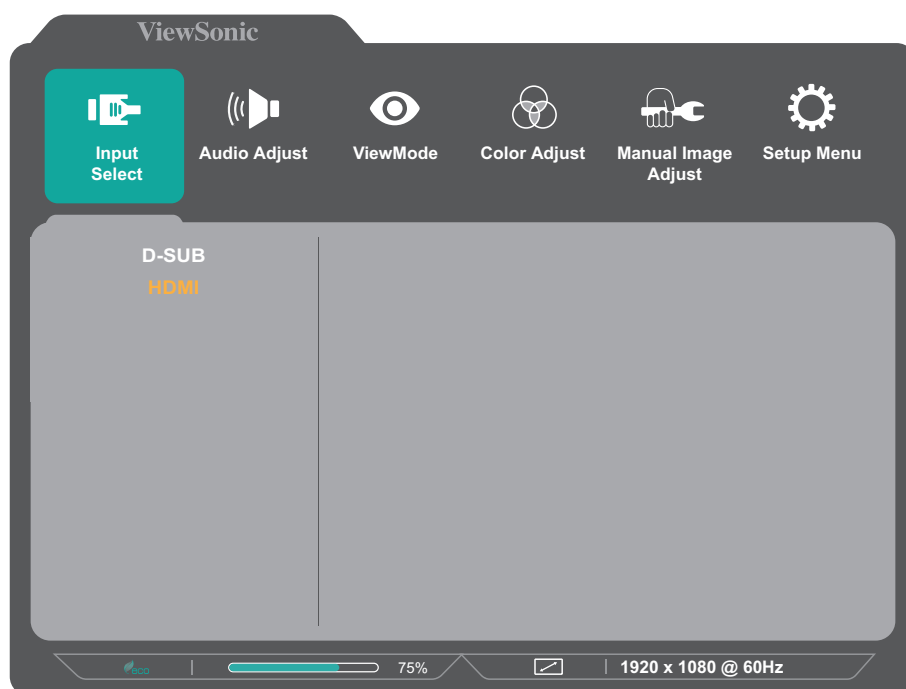 ViewSonic
Input Select
Audio Adjust
ViewMode
Color Adjust
Manual Image Adjust
Setup Menu
D-SUB
HDMI
ECO
75%
1920 x 1080 @ 60Hz